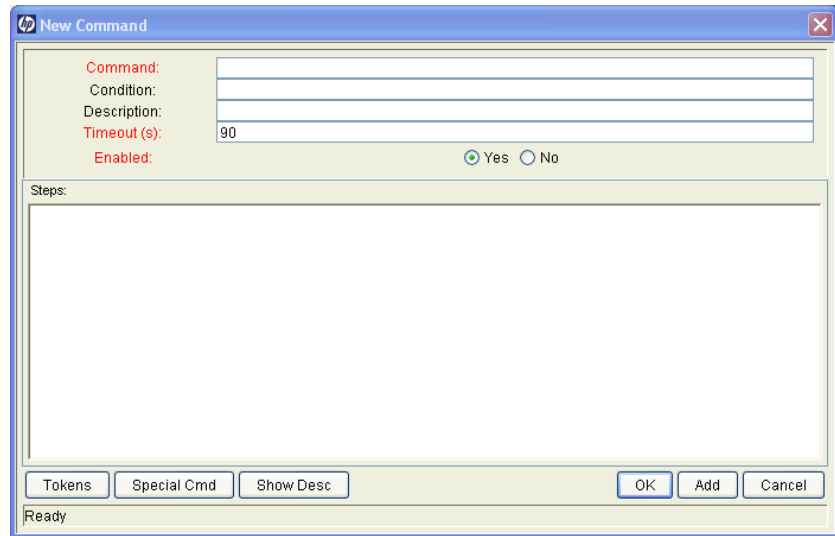 hp New Command
Command:
Condition:
Description:
Timeout (s): 90
Enabled: Yes No
Steps:
Tokens Special Cmd Show Desc OK Add Cancel
Ready